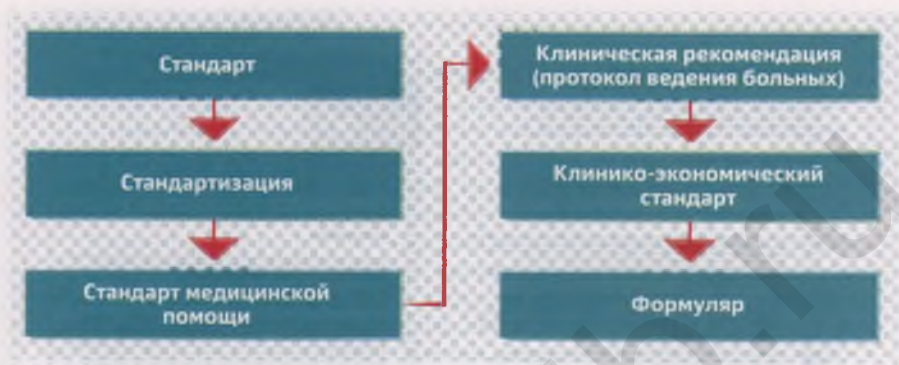 Стандарт
Стандартизация
Стандарт медицинской
помощи
Клиническая рекомендация
(протокол ведения больных)
Клинико-экономический
стандарт
Формуляр